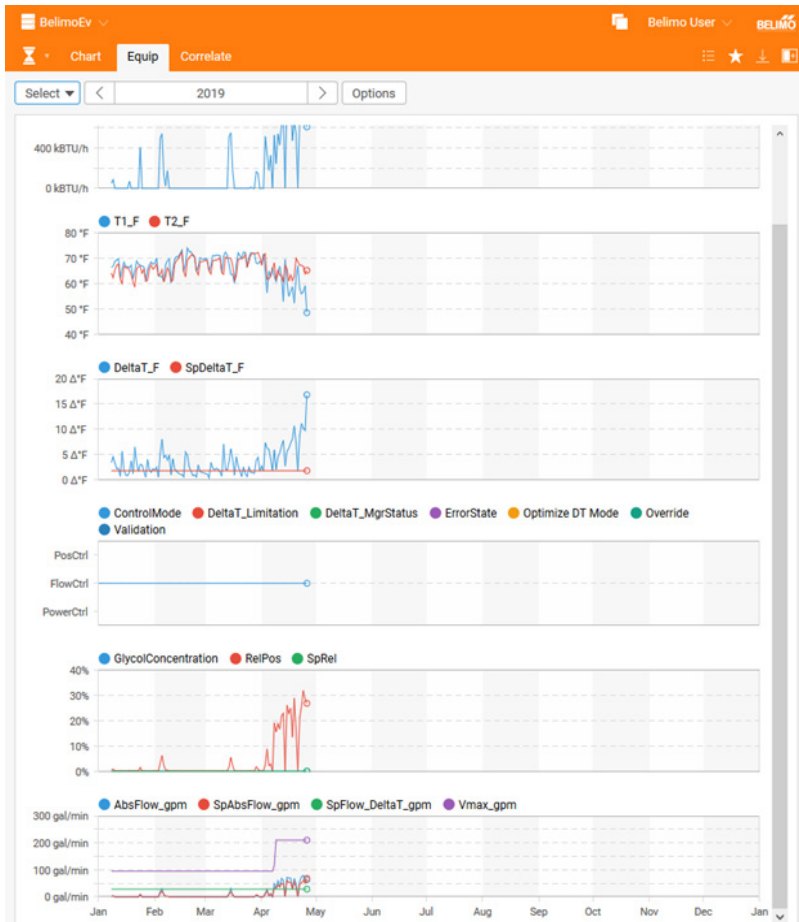 BelimoEv
Belimo User
BELIMO
Chart Equip Correlate
Select 2019 Options
400 kBTU/h
0 kBTU/h
T1_F T2_F
80 °F
70 °F
60 °F
50 °F
40 °F
DeltaT_F SpDeltaT_F
20 Δ°F
15 Δ°F
10 Δ°F
5 Δ°F
0 Δ°F
ControlMode DeltaT_Limitation DeltaT_MgrStatus ErrorState Optimize DT Mode Override
Validation
PosCtrl
FlowCtrl
PowerCtrl
GlycolConcentration RelPos SpRel
40%
30%
20%
10%
0%
AbsFlow_gpm SpAbsFlow_gpm SpFlow_DeltaT_gpm Vmax_gpm
300 gal/min
200 gal/min
100 gal/min
0 gal/min
Jan Feb Mar Apr May Jun Jul Aug Sep Oct Nov Dec Jan